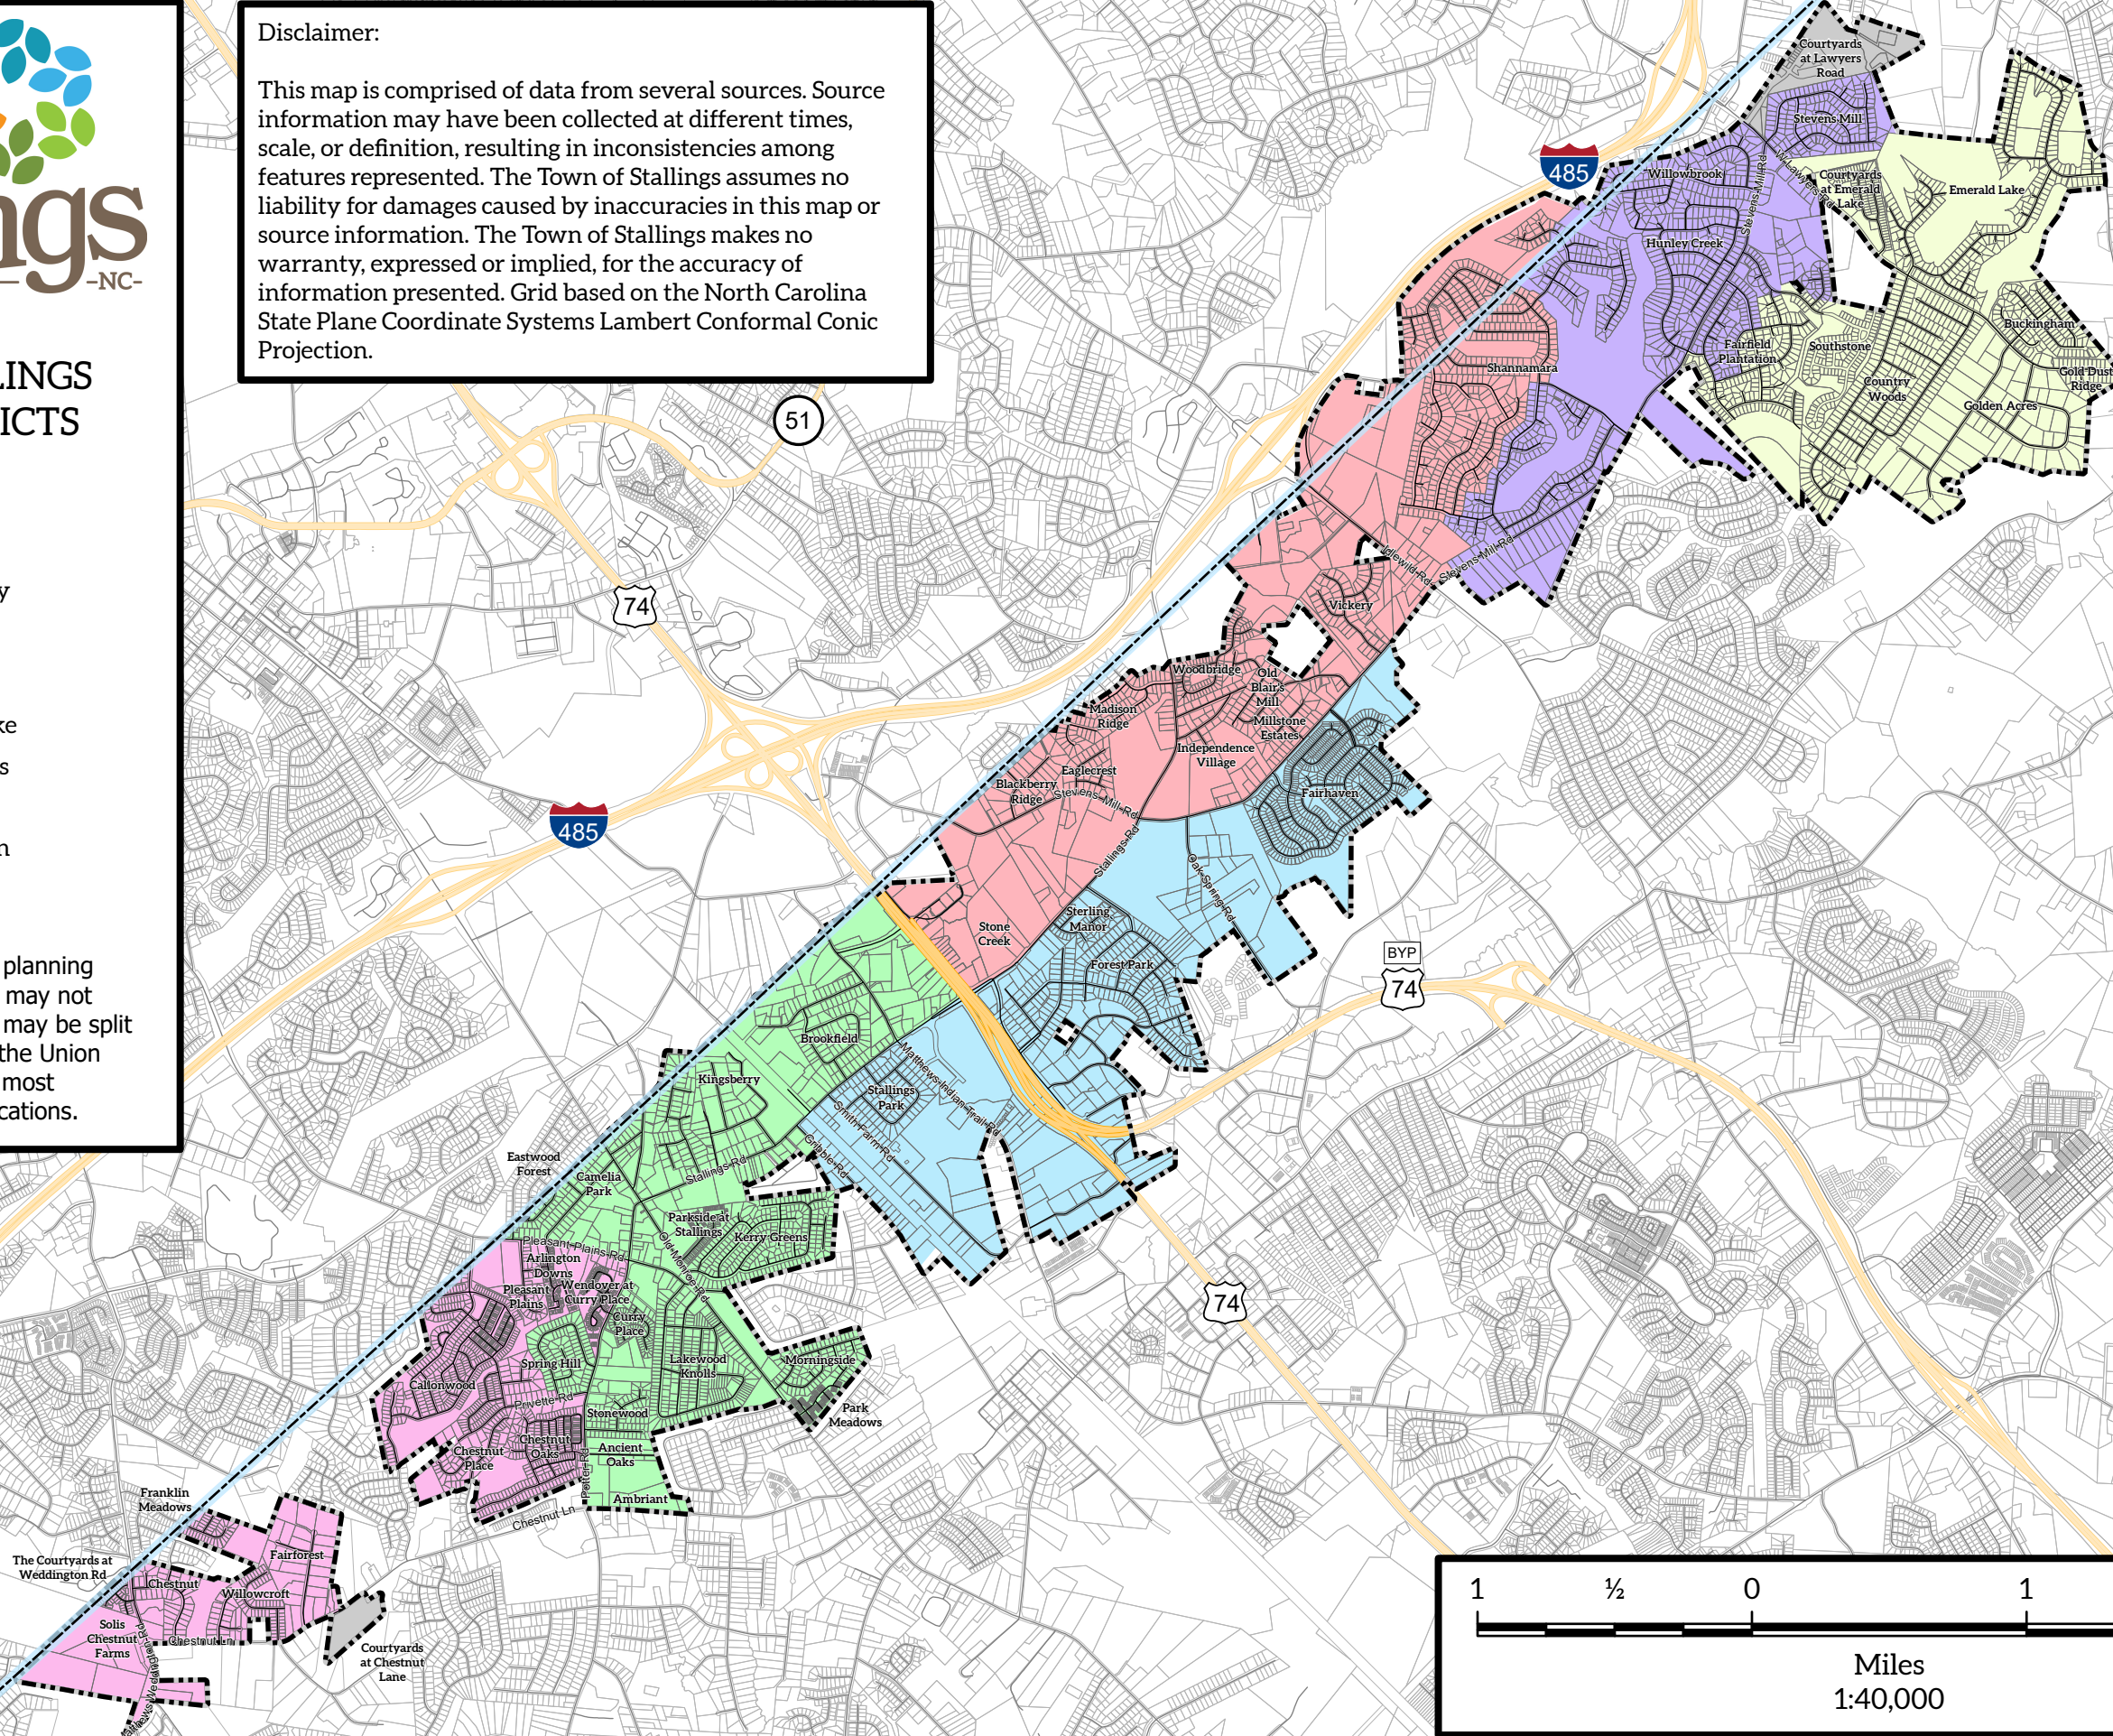 ngs
-NC-
LINGS
ICTS
y
ke
s
n
planning
may not
may be split
the Union
most
cations.
Disclaimer:
This map is comprised of data from several sources. Source
information may have been collected at different times,
scale, or definition, resulting in inconsistencies among
features represented. The Town of Stallings assumes no
liability for damages caused by inaccuracies in this map or
source information. The Town of Stallings makes no
warranty, expressed or implied, for the accuracy of
information presented. Grid based on the North Carolina
State Plane Coordinate Systems Lambert Conformal Conic
Projection.
Courtyards
at Lawyers
Road
Stevens Mill
485
Willowbrook
Stevens Mill Rd
W Lawyers Rd
Courtyards
at Emerald
Lake
Emerald Lake
Hunley Creek
Buckingham
Fairfield
Plantation
Southstone
Shannamara
Country
Woods
Gold Dust
Ridge
Golden Acres
51
Idlewild Rd
Stevens Mill Rd
74
Vickery
Woodbridge
Old
Blair's
Mill
Madison
Ridge
Millstone
Estates
Independence
Village
Eaglecrest
Blackberry
Ridge
Stevens Mill Rd
Fairhaven
485
Stallings Rd
Oak Spring Rd
Sterling
Manor
Stone
Creek
Forest Park
BYP
74
Brookfield
Matthews-Indian Trail Rd
Kingsberry
Stallings
Park
Smith Farm Rd
Gribble Rd
Eastwood
Forest
Camelia
Park
Stallings Rd
Parkside at
Stallings
Kerry Greens
Old Monroe Rd
Pleasant Plains Rd
Arlington
Downs
Pleasant
Plains
Wendover at
Curry Place
Curry
Place
74
Spring Hill
Lakewood
Knolls
Morningside
Callonwood
Privette Rd
Stonewood
Park
Meadows
Chestnut
Oaks
Chestnut
Place
Ancient
Oaks
Potter Rd
Ambriant
Chestnut Ln
Franklin
Meadows
Fairforest
The Courtyards at
Weddington Rd
Chestnut
Willowcroft
Solis
Chestnut
Farms
Chestnut Ln
Courtyards
at Chestnut
Lane
1 ½ 0 1
Miles
1:40,000